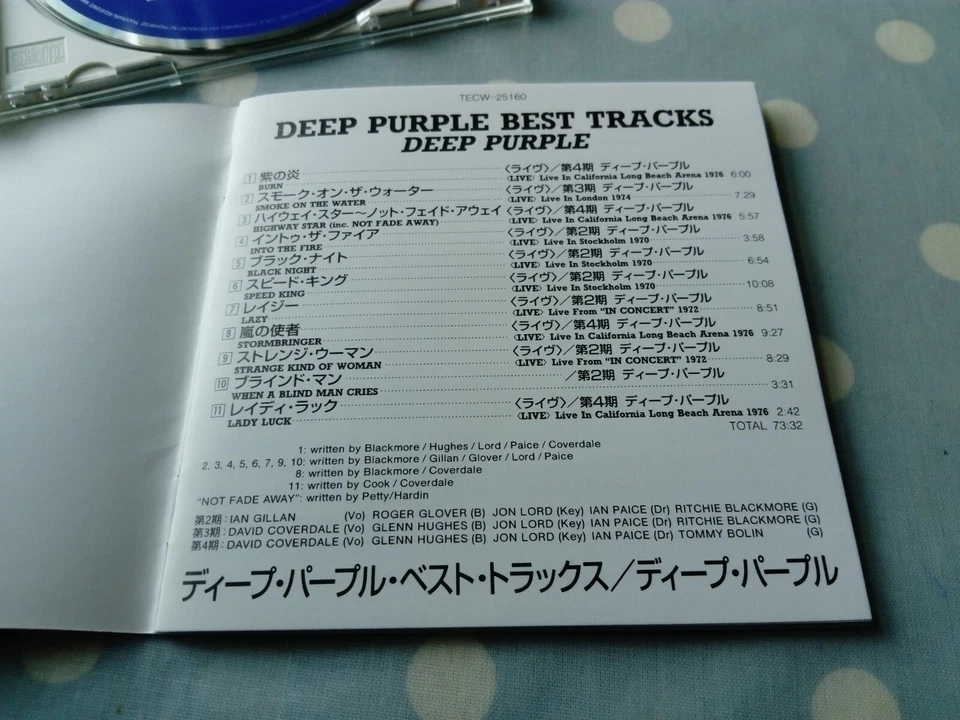 TECW-25160
DEEP PURPLE BEST TRACKS
DEEP PURPLE
1 紫の炎 〈ライヴ〉／第4期 ディープ・パープル
BURN 〈LIVE〉 Live In California Long Beach Arena 1976 6:00
2 スモーク・オン・ザ・ウォーター 〈ライヴ〉／第3期 ディープ・パープル
SMOKE ON THE WATER 〈LIVE〉 Live In London 1974 7:29
3 ハイウェイ・スター〜ノット・フェイド・アウェイ 〈ライヴ〉／第4期 ディープ・パープル
HIGHWAY STAR (inc. NOT FADE AWAY) 〈LIVE〉 Live In California Long Beach Arena 1976 5:57
4 イントゥ・ザ・ファイア 〈ライヴ〉／第2期 ディープ・パープル
INTO THE FIRE 〈LIVE〉 Live In Stockholm 1970 3:58
5 ブラック・ナイト 〈ライヴ〉／第2期 ディープ・パープル
BLACK NIGHT 〈LIVE〉 Live In Stockholm 1970 6:54
6 スピード・キング 〈ライヴ〉／第2期 ディープ・パープル
SPEED KING 〈LIVE〉 Live In Stockholm 1970 10:08
7 レイジー 〈ライヴ〉／第2期 ディープ・パープル
LAZY 〈LIVE〉 Live From "IN CONCERT" 1972 8:51
8 嵐の使者 〈ライヴ〉／第4期 ディープ・パープル
STORMBRINGER 〈LIVE〉 Live In California Long Beach Arena 1976 9:27
9 ストレンジ・ウーマン 〈ライヴ〉／第2期 ディープ・パープル
STRANGE KIND OF WOMAN 〈LIVE〉 Live From "IN CONCERT" 1972 8:29
10 ブラインド・マン ／第2期 ディープ・パープル
WHEN A BLIND MAN CRIES 3:31
11 レイディ・ラック 〈ライヴ〉／第4期 ディープ・パープル
LADY LUCK 〈LIVE〉 Live In California Long Beach Arena 1976 2:42
TOTAL 73:32
1: written by Blackmore / Hughes / Lord / Paice / Coverdale
2, 3, 4, 5, 6, 7, 9, 10: written by Blackmore / Gillan / Glover / Lord / Paice
8: written by Blackmore / Coverdale
11: written by Cook / Coverdale
"NOT FADE AWAY": written by Petty/Hardin
第2期: IAN GILLAN (Vo) ROGER GLOVER (B) JON LORD (Key) IAN PAICE (Dr) RITCHIE BLACKMORE (G)
第3期: DAVID COVERDALE (Vo) GLENN HUGHES (B) JON LORD (Key) IAN PAICE (Dr) RITCHIE BLACKMORE (G)
第4期: DAVID COVERDALE (Vo) GLENN HUGHES (B) JON LORD (Key) IAN PAICE (Dr) TOMMY BOLIN (G)
ディープ・パープル・ベスト・トラックス／ディープ・パープル